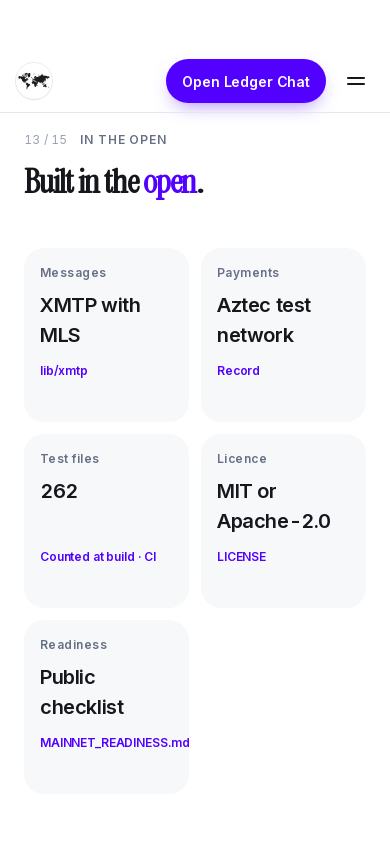 Open Ledger Chat
13 / 15 IN THE OPEN
Built in the open.
Messages
XMTP with
MLS
lib/xmtp
Payments
Aztec test
network
Record
Test files
262
Counted at build · CI
Licence
MIT or
Apache-2.0
LICENSE
Readiness
Public
checklist
MAINNET_READINESS.md